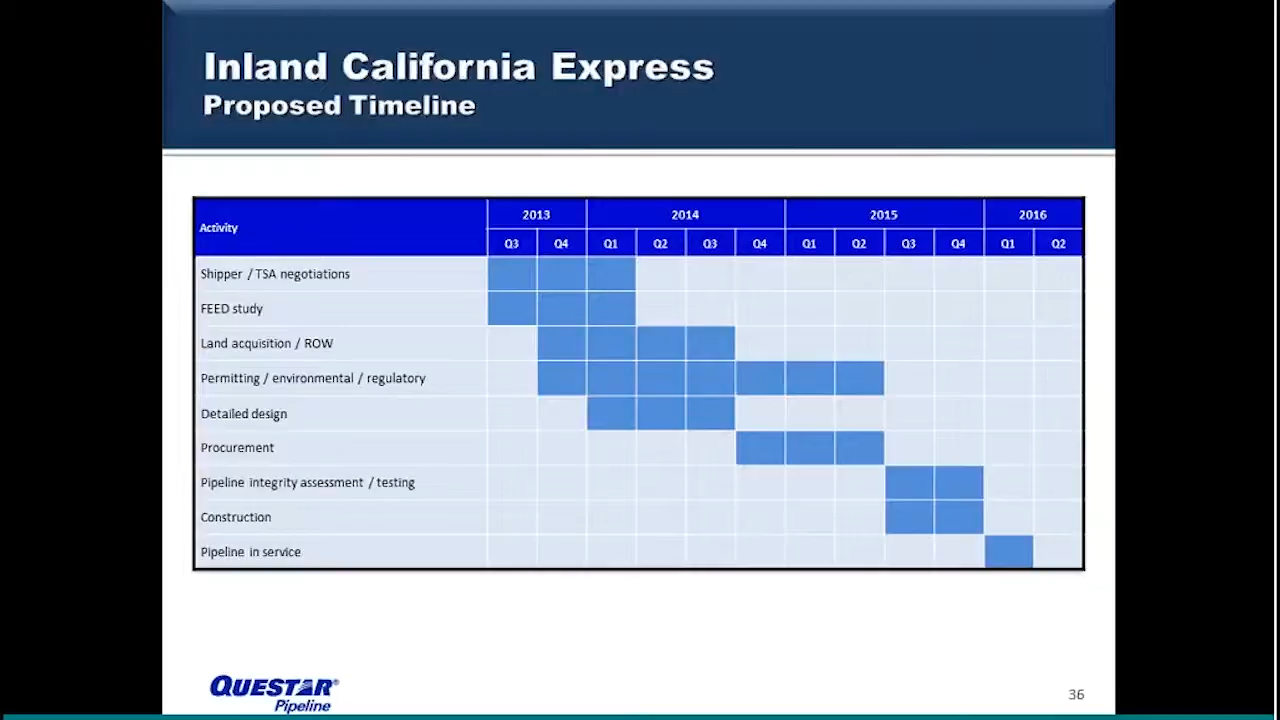 Inland California Express
Proposed Timeline
Activity
2013 2014 2015 2016
Q3 Q4 Q1 Q2 Q3 Q4 Q1 Q2 Q3 Q4 Q1 Q2
Shipper / TSA negotiations
FEED study
Land acquisition / ROW
Permitting / environmental / regulatory
Detailed design
Procurement
Pipeline integrity assessment / testing
Construction
Pipeline in service
QUESTAR®
Pipeline
36